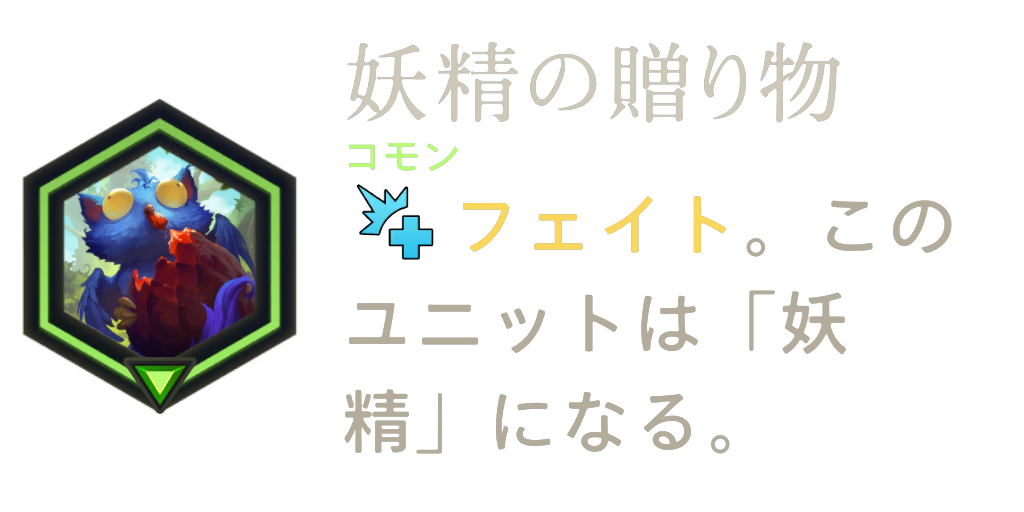 妖精の贈り物
コモン
フェイト。この
ユニットは「妖
精」になる。